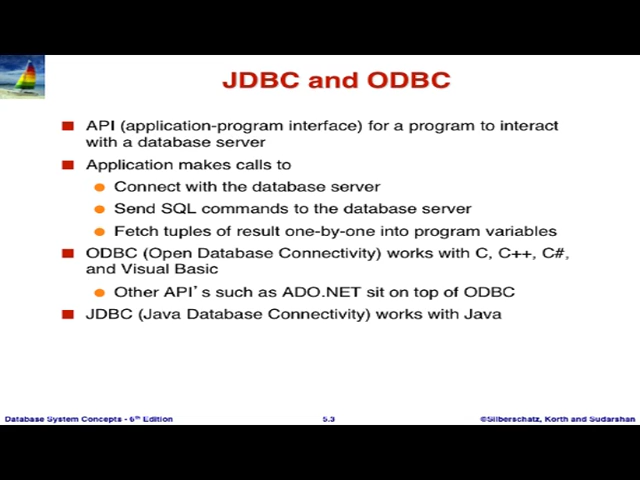 JDBC and ODBC
API (application-program interface) for a program to interact
with a database server
Application makes calls to
Connect with the database server
Send SQL commands to the database server
Fetch tuples of result one-by-one into program variables
ODBC (Open Database Connectivity) works with C, C++, C#,
and Visual Basic
Other API’s such as ADO.NET sit on top of ODBC
JDBC (Java Database Connectivity) works with Java
Database System Concepts - 6th Edition
5.3
©Silberschatz, Korth and Sudarshan